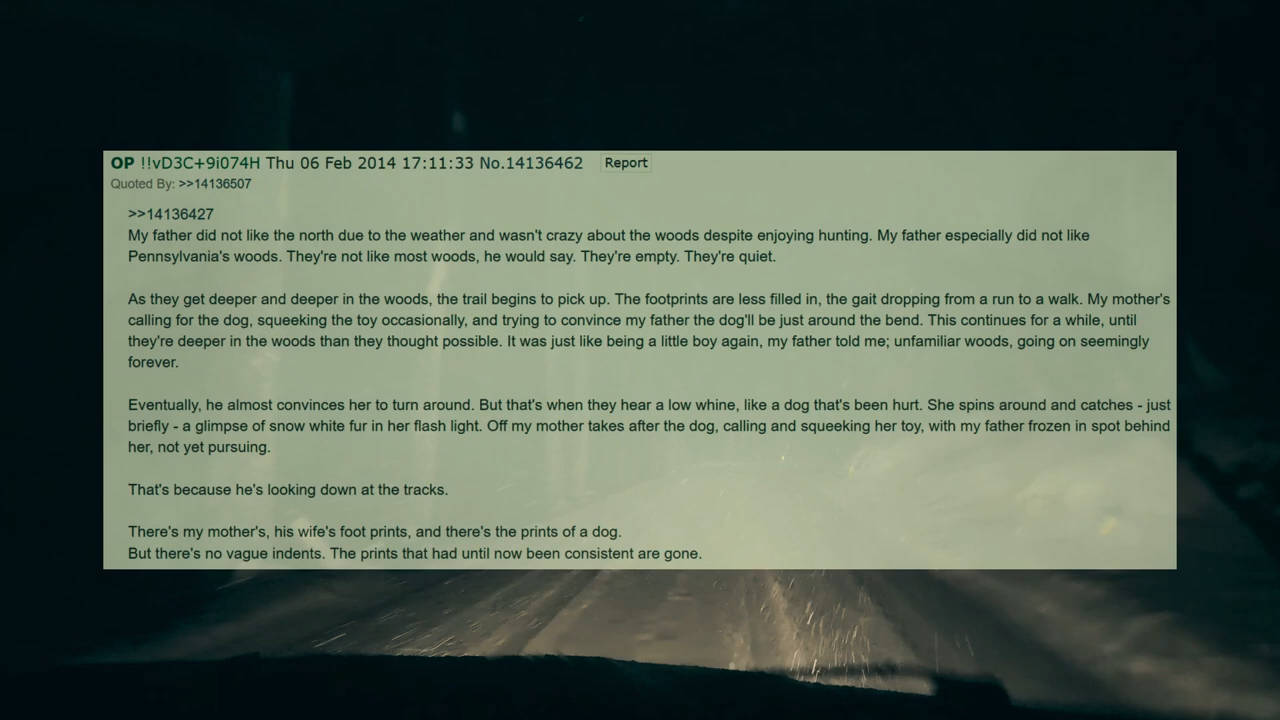 OP !!vD3C+9i074H Thu 06 Feb 2014 17:11:33 No.14136462 Report
Quoted By: >>14136507
>>14136427
My father did not like the north due to the weather and wasn't crazy about the woods despite enjoying hunting. My father especially did not like
Pennsylvania's woods. They're not like most woods, he would say. They're empty. They're quiet.
As they get deeper and deeper in the woods, the trail begins to pick up. The footprints are less filled in, the gait dropping from a run to a walk. My mother's
calling for the dog, squeeking the toy occasionally, and trying to convince my father the dog'll be just around the bend. This continues for a while, until
they're deeper in the woods than they thought possible. It was just like being a little boy again, my father told me; unfamiliar woods, going on seemingly
forever.
Eventually, he almost convinces her to turn around. But that's when they hear a low whine, like a dog that's been hurt. She spins around and catches - just
briefly - a glimpse of snow white fur in her flash light. Off my mother takes after the dog, calling and squeeking her toy, with my father frozen in spot behind
her, not yet pursuing.
That's because he's looking down at the tracks.
There's my mother's, his wife's foot prints, and there's the prints of a dog.
But there's no vague indents. The prints that had until now been consistent are gone.